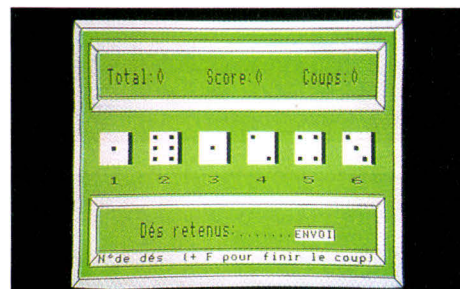 C
Total:0 Score:0 Coups:0
1 2 3 4 5 6
Dés retenus:.......ENVOI
N°de dés (+ F pour finir le coup)